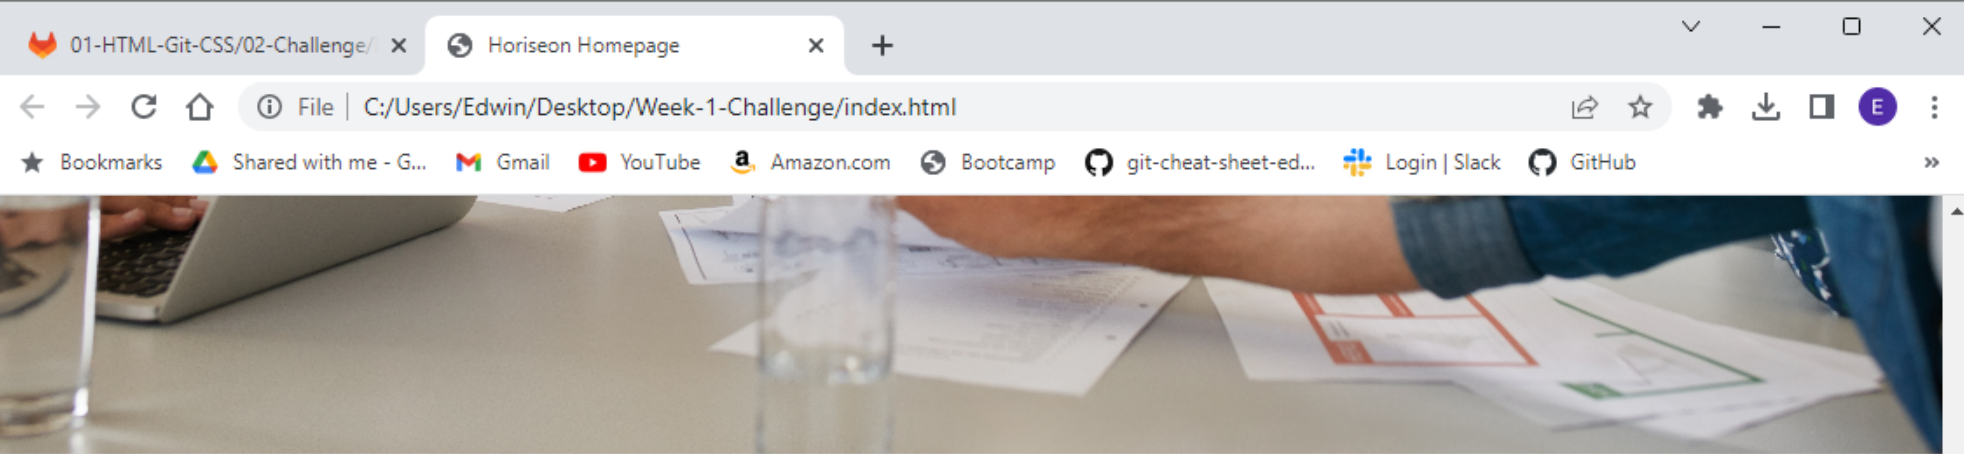 01-HTML-Git-CSS/02-Challenge/ Horiseon Homepage
File C:/Users/Edwin/Desktop/Week-1-Challenge/index.html E
Bookmarks Shared with me - G... Gmail YouTube Amazon.com Bootcamp git-cheat-sheet-ed... Login | Slack GitHub »